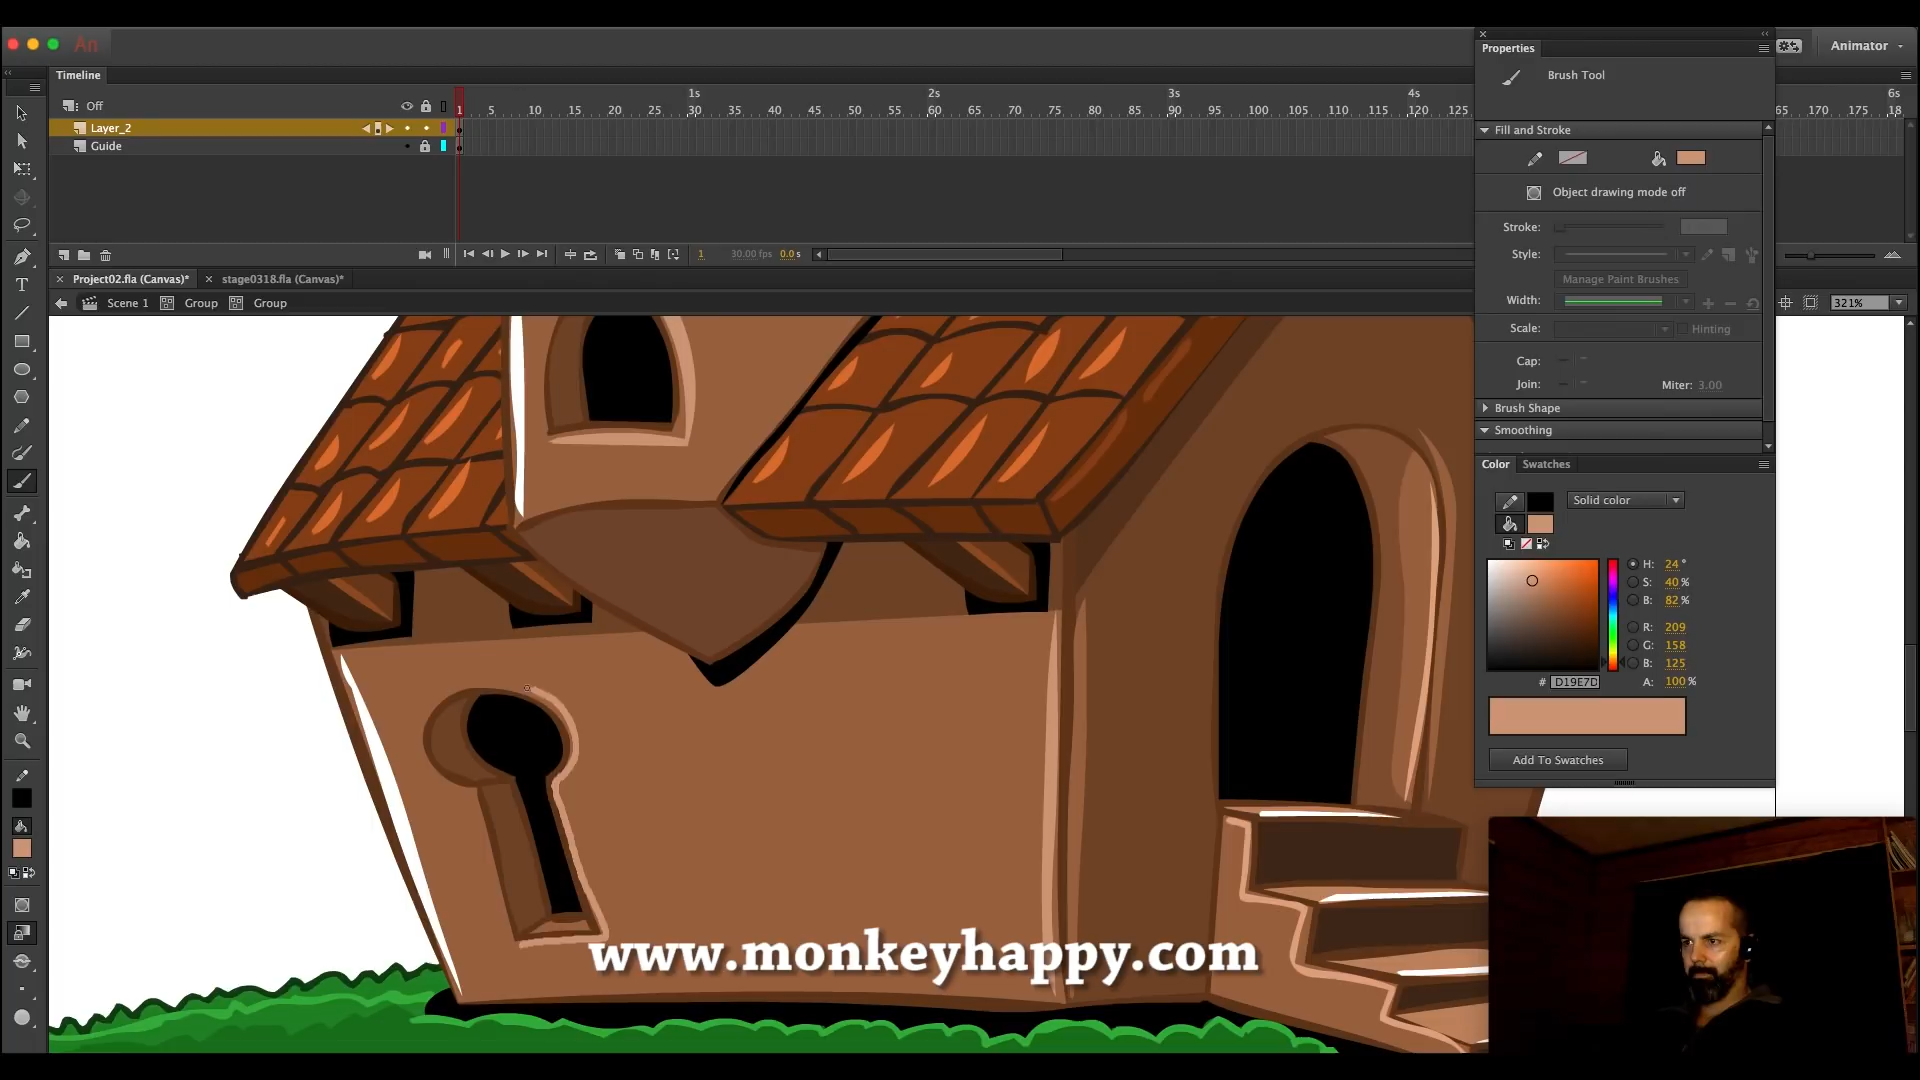 An
Animator
Properties
Brush Tool
Timeline
Off
Layer_2
Guide
1s 2s 3s 4s 6s
1 5 10 15 20 25 30 35 40 45 50 55 60 65 70 75 80 85 90 95 100 105 110 115 120 125 65 170 175 18
1 30.00 fps 0.0 s
Project02.fla (Canvas)* stage0318.fla (Canvas)*
Scene 1 Group Group
321%
Fill and Stroke
Object drawing mode off
Stroke:
Style:
Manage Paint Brushes
Width:
Scale: Hinting
Cap:
Join: Miter: 3.00
Brush Shape
Smoothing
Color Swatches
Solid color
H: 24 °
S: 40 %
B: 82 %
R: 209
G: 158
B: 125
# D19E7D A: 100 %
Add To Swatches
www.monkeyhappy.com